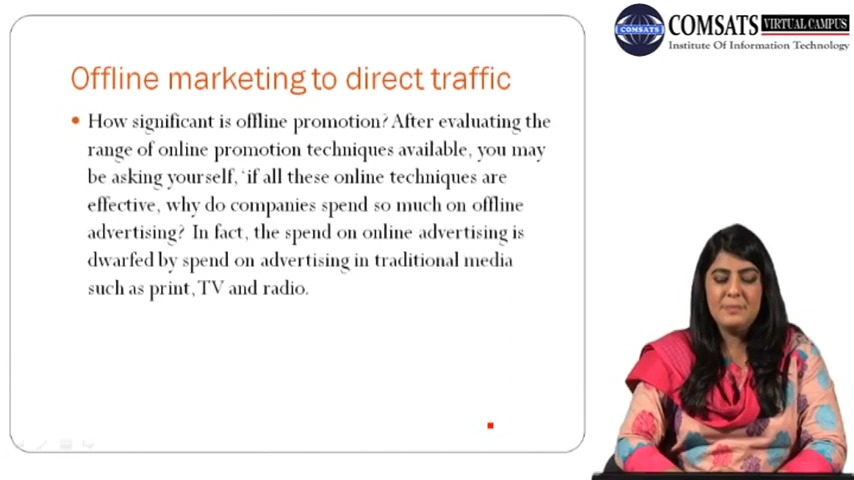 COMSATS VIRTUAL CAMPUS
COMSATS
Institute Of Information Technology
Offline marketing to direct traffic
• How significant is offline promotion? After evaluating the
range of online promotion techniques available, you may
be asking yourself, ‘if all these online techniques are
effective, why do companies spend so much on offline
advertising? In fact, the spend on online advertising is
dwarfed by spend on advertising in traditional media
such as print, TV and radio.